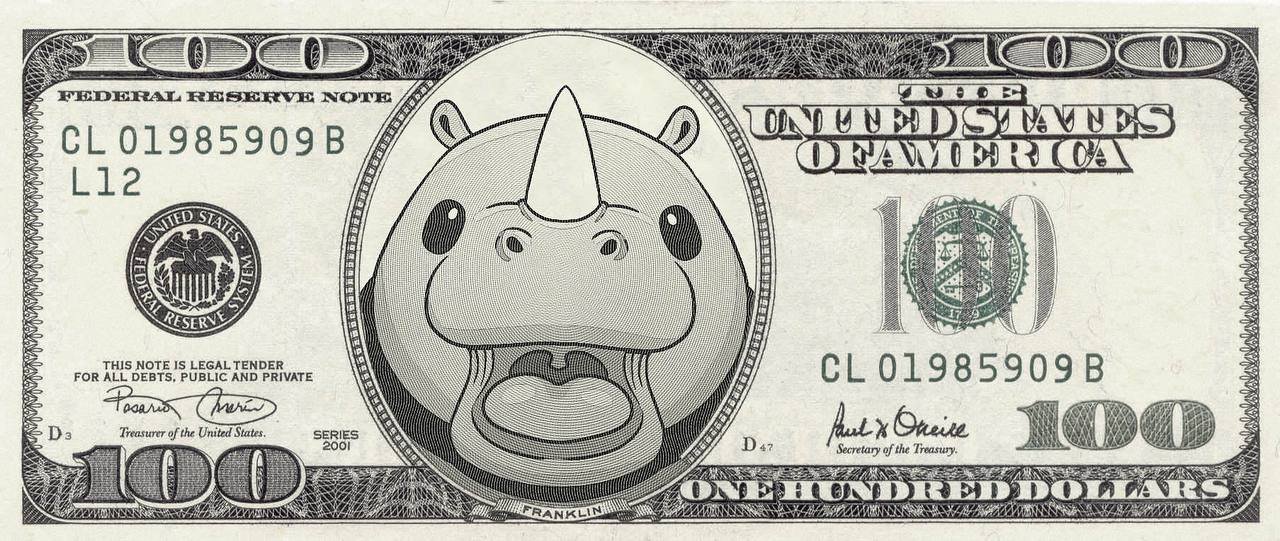 100
100
FEDERAL RESERVE NOTE
THE
UNITED STATES
OF AMERICA
CL 01985909 B
L12
UNITED STATES
FEDERAL RESERVE SYSTEM
100
THIS NOTE IS LEGAL TENDER
FOR ALL DEBTS, PUBLIC AND PRIVATE
CL 01985909 B
Rosario Marin
Treasurer of the United States.
Paul H O'Neill
Secretary of the Treasury.
D3
SERIES
2001
D47
100
100
ONE HUNDRED DOLLARS
FRANKLIN